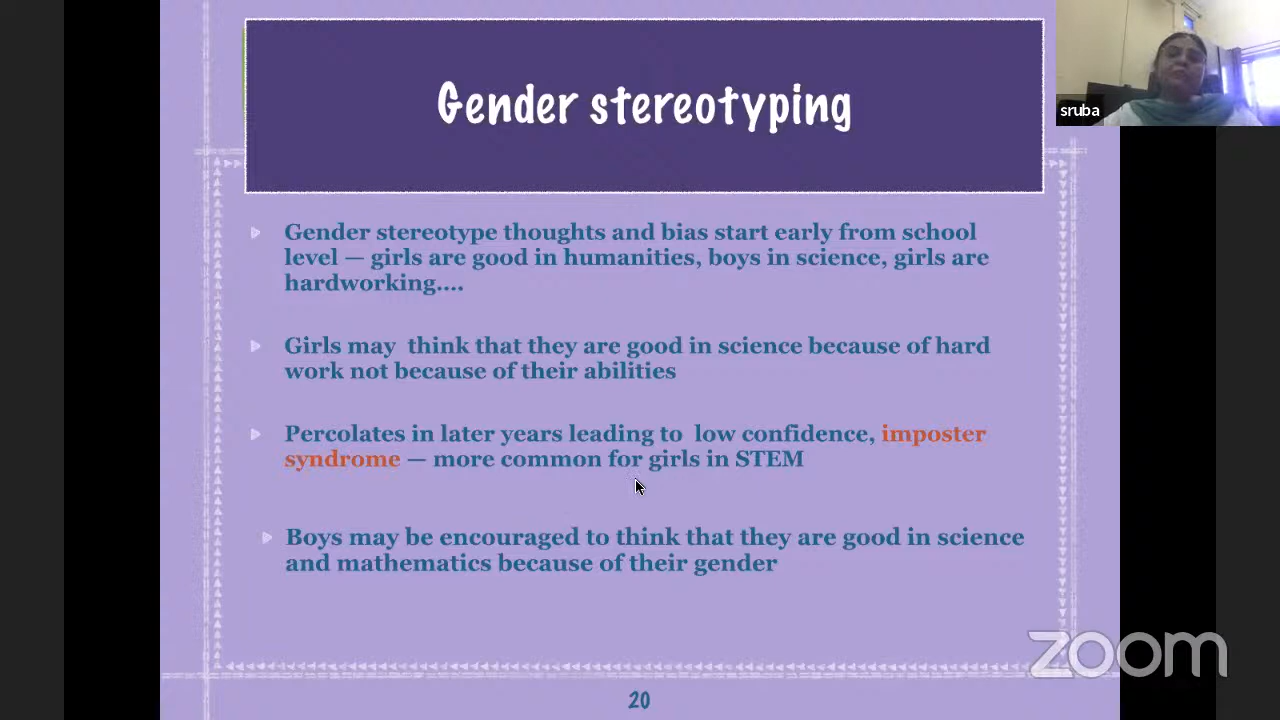 Gender stereotyping
sruba
Gender stereotype thoughts and bias start early from school
level — girls are good in humanities, boys in science, girls are
hardworking....
Girls may think that they are good in science because of hard
work not because of their abilities
Percolates in later years leading to low confidence, imposter
syndrome — more common for girls in STEM
Boys may be encouraged to think that they are good in science
and mathematics because of their gender
zoom
20